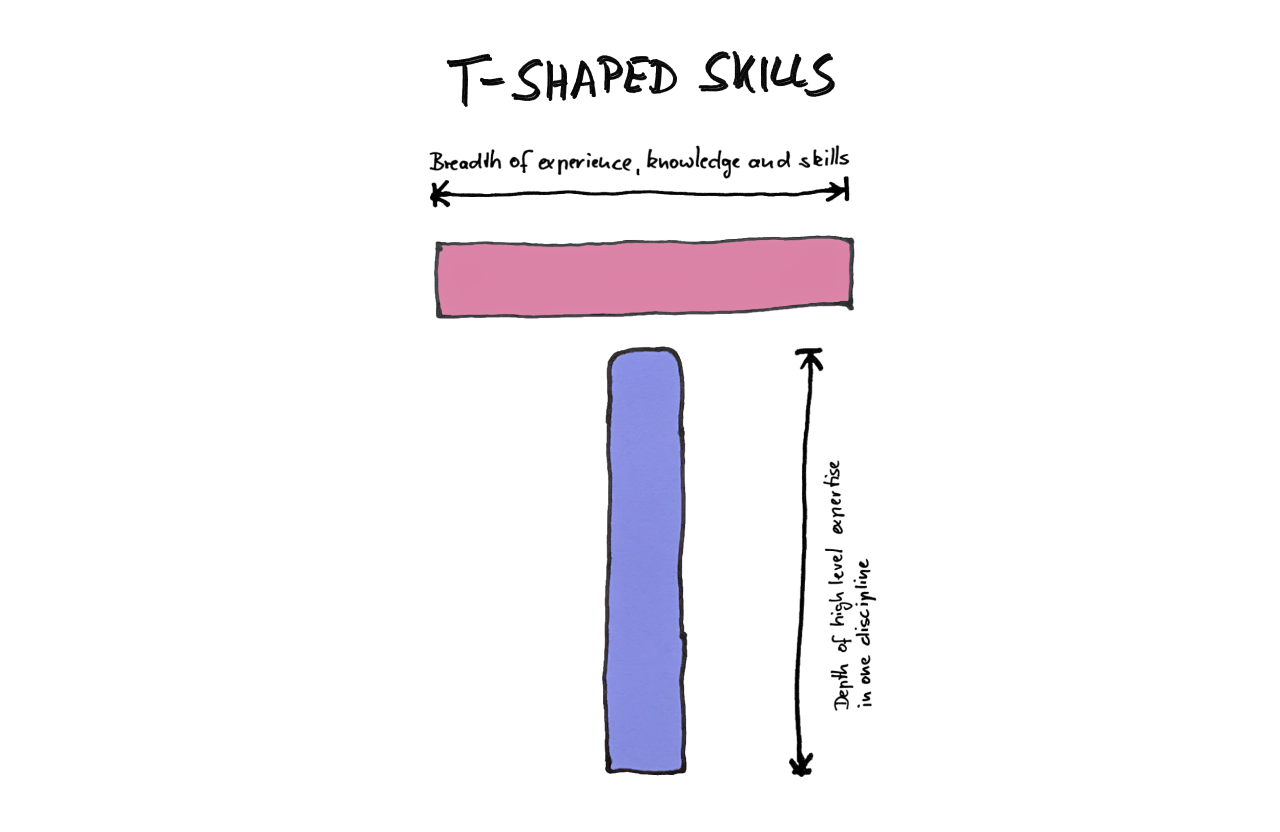 T-SHAPED SKILLS
Breadth of experience, knowledge and skills
Depth of high level expertise
in one discipline